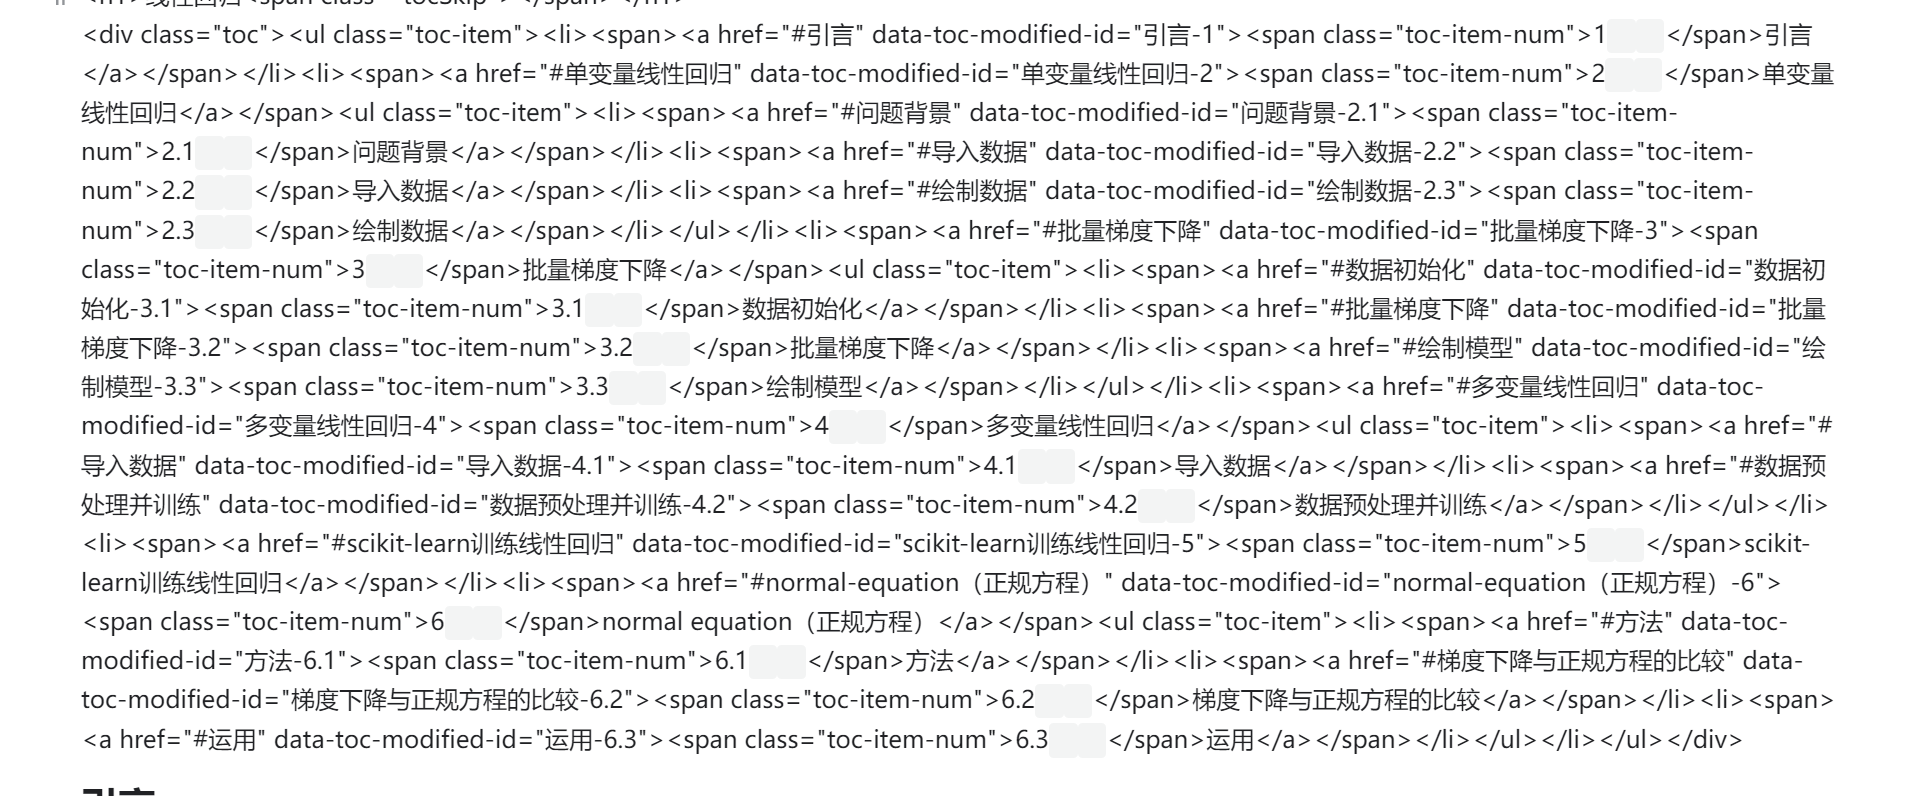 <h1>线性回归<span class="tocSkip"></span></h1>
<div class="toc"><ul class="toc-item"><li><span><a href="#引言" data-toc-modified-id="引言-1"><span class="toc-item-num">1 </span>引言
</a></span></li><li><span><a href="#单变量线性回归" data-toc-modified-id="单变量线性回归-2"><span class="toc-item-num">2 </span>单变量
线性回归</a></span><ul class="toc-item"><li><span><a href="#问题背景" data-toc-modified-id="问题背景-2.1"><span class="toc-item-
num">2.1 </span>问题背景</a></span></li><li><span><a href="#导入数据" data-toc-modified-id="导入数据-2.2"><span class="toc-item-
num">2.2 </span>导入数据</a></span></li><li><span><a href="#绘制数据" data-toc-modified-id="绘制数据-2.3"><span class="toc-item-
num">2.3 </span>绘制数据</a></span></li></ul></li><li><span><a href="#批量梯度下降" data-toc-modified-id="批量梯度下降-3"><span
class="toc-item-num">3 </span>批量梯度下降</a></span><ul class="toc-item"><li><span><a href="#数据初始化" data-toc-modified-id="数据初
始化-3.1"><span class="toc-item-num">3.1 </span>数据初始化</a></span></li><li><span><a href="#批量梯度下降" data-toc-modified-id="批量
梯度下降-3.2"><span class="toc-item-num">3.2 </span>批量梯度下降</a></span></li><li><span><a href="#绘制模型" data-toc-modified-id="绘
制模型-3.3"><span class="toc-item-num">3.3 </span>绘制模型</a></span></li></ul></li><li><span><a href="#多变量线性回归" data-toc-
modified-id="多变量线性回归-4"><span class="toc-item-num">4 </span>多变量线性回归</a></span><ul class="toc-item"><li><span><a href="#
导入数据" data-toc-modified-id="导入数据-4.1"><span class="toc-item-num">4.1 </span>导入数据</a></span></li><li><span><a href="#数据预
处理并训练" data-toc-modified-id="数据预处理并训练-4.2"><span class="toc-item-num">4.2 </span>数据预处理并训练</a></span></li></ul></li>
<li><span><a href="#scikit-learn训练线性回归" data-toc-modified-id="scikit-learn训练线性回归-5"><span class="toc-item-num">5 </span>scikit-
learn训练线性回归</a></span></li><li><span><a href="#normal-equation（正规方程）" data-toc-modified-id="normal-equation（正规方程）-6">
<span class="toc-item-num">6 </span>normal equation（正规方程）</a></span><ul class="toc-item"><li><span><a href="#方法" data-toc-
modified-id="方法-6.1"><span class="toc-item-num">6.1 </span>方法</a></span></li><li><span><a href="#梯度下降与正规方程的比较" data-
toc-modified-id="梯度下降与正规方程的比较-6.2"><span class="toc-item-num">6.2 </span>梯度下降与正规方程的比较</a></span></li><li><span>
<a href="#运用" data-toc-modified-id="运用-6.3"><span class="toc-item-num">6.3 </span>运用</a></span></li></ul></li></ul></div>
引言